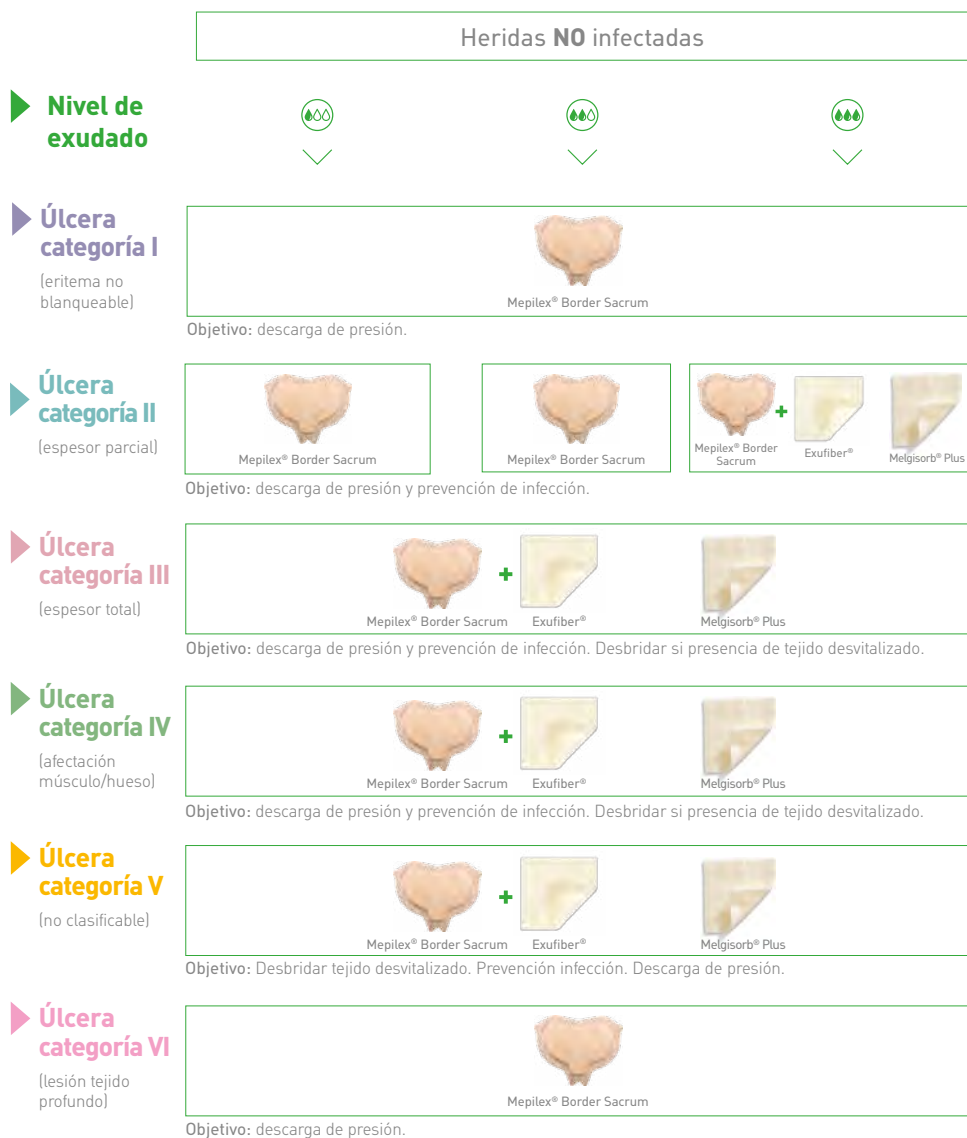 Heridas NO infectadas
Nivel de
exudado
Úlcera
categoría I
(eritema no
blanqueable)
Mepilex® Border Sacrum
Objetivo: descarga de presión.
Úlcera
categoría II
(espesor parcial)
Mepilex® Border Sacrum
Mepilex® Border Sacrum
Mepilex® Border
Sacrum
+
Exufiber®
Melgisorb® Plus
Objetivo: descarga de presión y prevención de infección.
Úlcera
categoría III
(espesor total)
Mepilex® Border Sacrum
+
Exufiber®
Melgisorb® Plus
Objetivo: descarga de presión y prevención de infección. Desbridar si presencia de tejido desvitalizado.
Úlcera
categoría IV
(afectación
músculo/hueso)
Mepilex® Border Sacrum
+
Exufiber®
Melgisorb® Plus
Objetivo: descarga de presión y prevención de infección. Desbridar si presencia de tejido desvitalizado.
Úlcera
categoría V
(no clasificable)
Mepilex® Border Sacrum
+
Exufiber®
Melgisorb® Plus
Objetivo: Desbridar tejido desvitalizado. Prevención infección. Descarga de presión.
Úlcera
categoría VI
(lesión tejido
profundo)
Mepilex® Border Sacrum
Objetivo: descarga de presión.